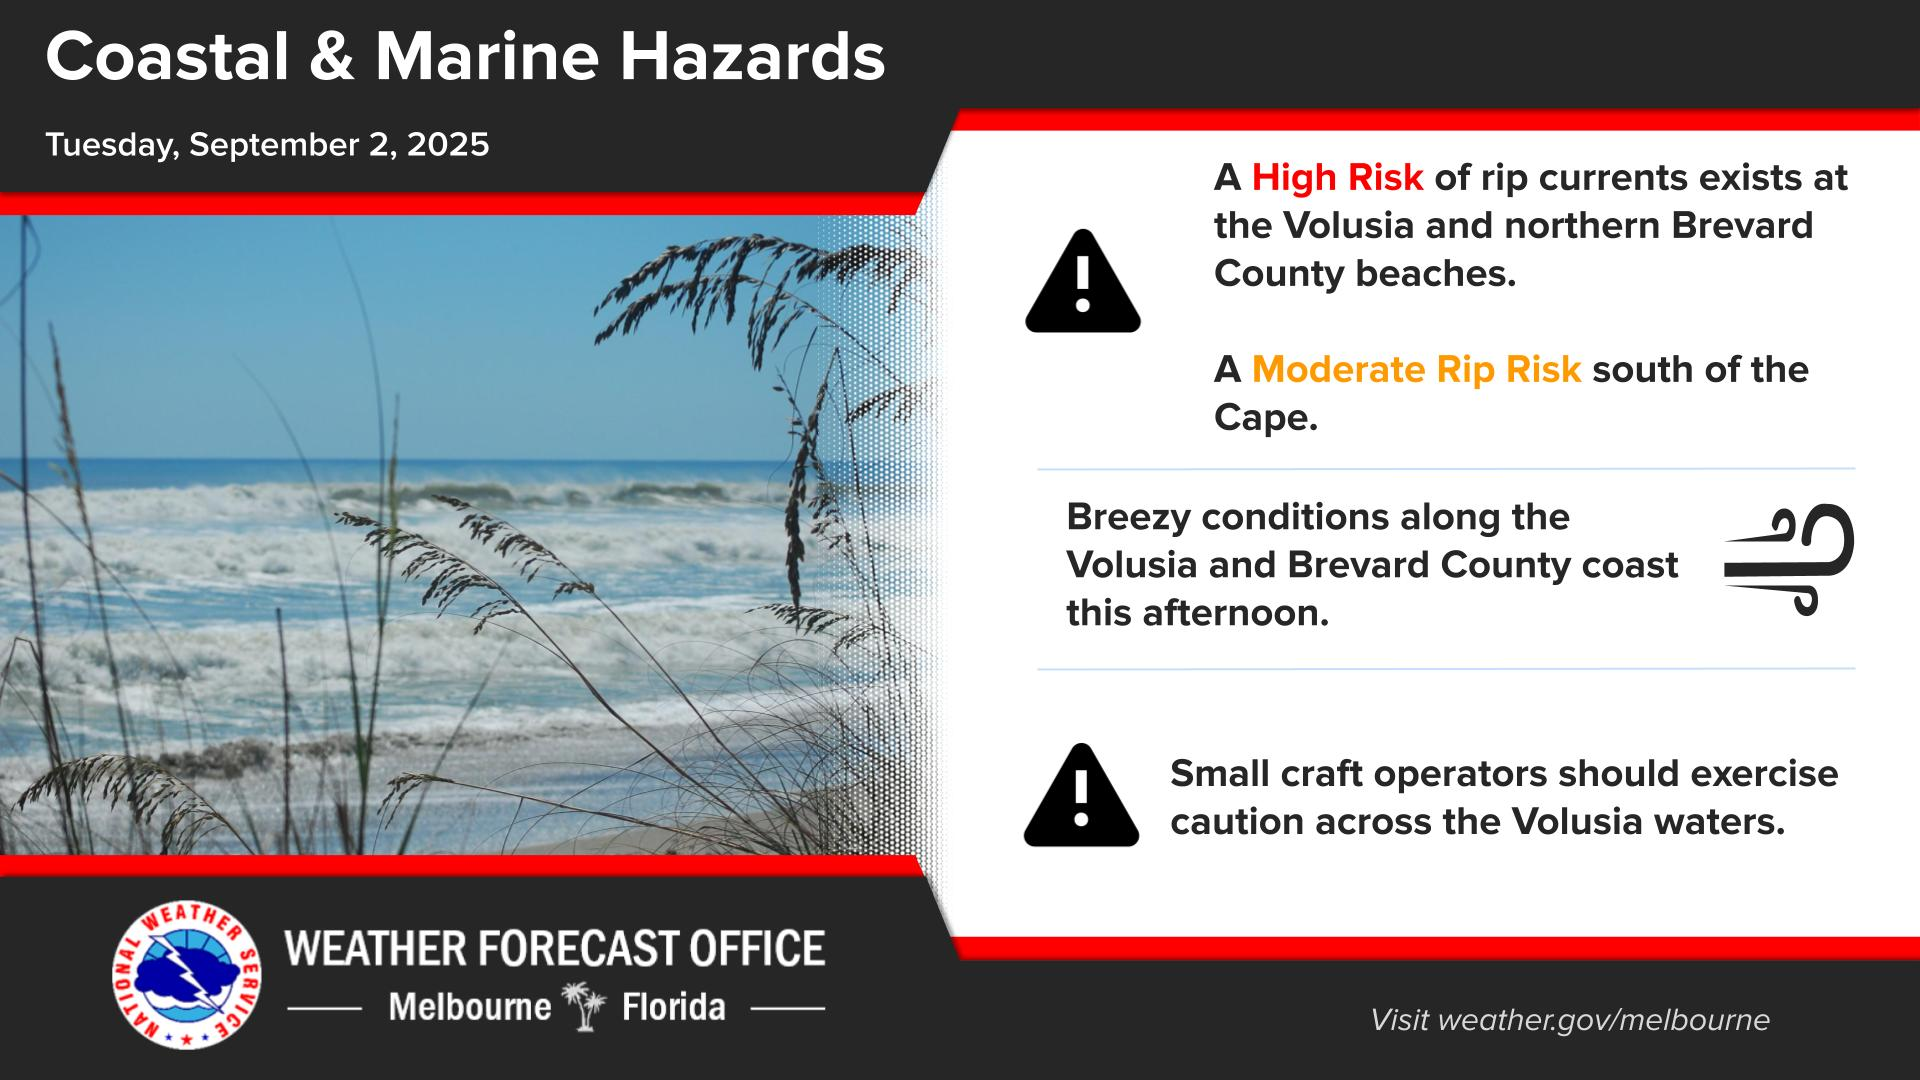 Coastal & Marine Hazards
Tuesday, September 2, 2025
A High Risk of rip currents exists at
the Volusia and northern Brevard
County beaches.
A Moderate Rip Risk south of the
Cape.
Breezy conditions along the
Volusia and Brevard County coast
this afternoon.
Small craft operators should exercise
caution across the Volusia waters.
NATIONAL WEATHER SERVICE
WEATHER FORECAST OFFICE
Melbourne Florida
Visit weather.gov/melbourne